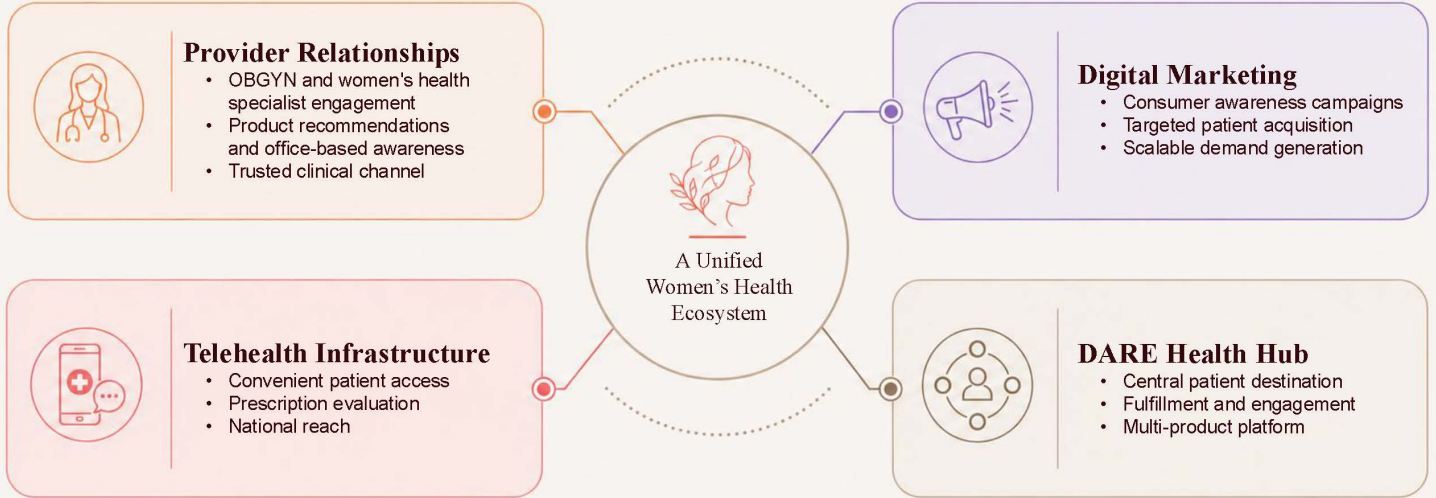 Provider Relationships
• OBGYN and women's health
specialist engagement
• Product recommendations
and office-based awareness
• Trusted clinical channel
Digital Marketing
• Consumer awareness campaigns
• Targeted patient acquisition
• Scalable demand generation
A Unified
Women’s Health
Ecosystem
Telehealth Infrastructure
• Convenient patient access
• Prescription evaluation
• National reach
DARE Health Hub
• Central patient destination
• Fulfillment and engagement
• Multi-product platform